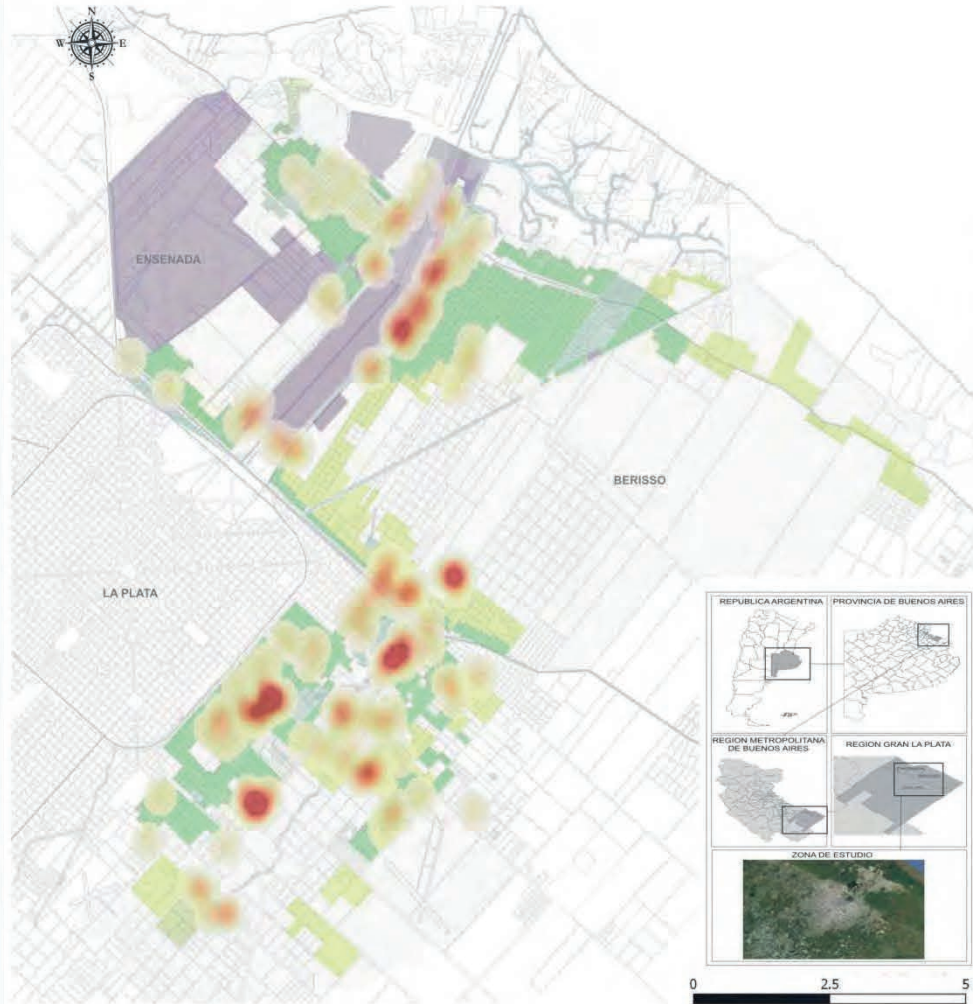 N
W E
S
ENSENADA
BERISSO
LA PLATA
REPUBLICA ARGENTINA
PROVINCIA DE BUENOS AIRES
REGION METROPOLITANA
DE BUENOS AIRES
REGION GRAN LA PLATA
ZONA DE ESTUDIO
0 2.5 5